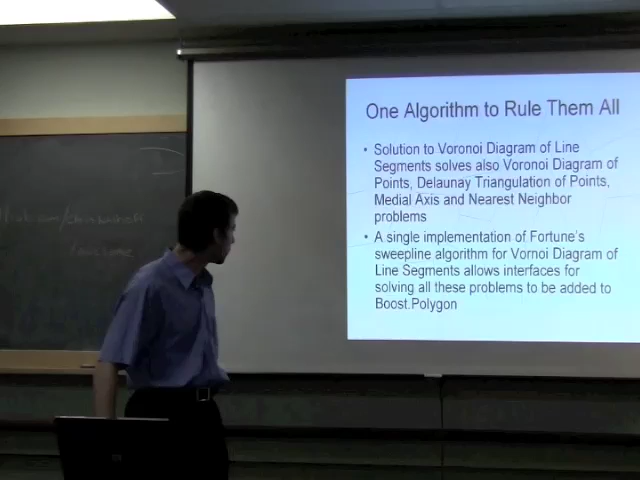 One Algorithm to Rule Them All
• Solution to Voronoi Diagram of Line
Segments solves also Voronoi Diagram of
Points, Delaunay Triangulation of Points,
Medial Axis and Nearest Neighbor
problems
• A single implementation of Fortune's
sweepline algorithm for Vornoi Diagram of
Line Segments allows interfaces for
solving all these problems to be added to
Boost.Polygon